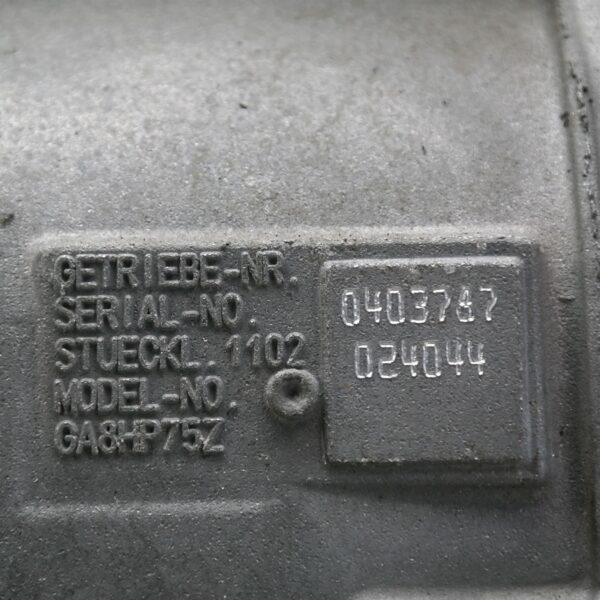 GETRIEBE-NR.
SERIAL-NO.
STUECKL.1102
MODEL-NO.
GA8HP75Z
0403787
024044